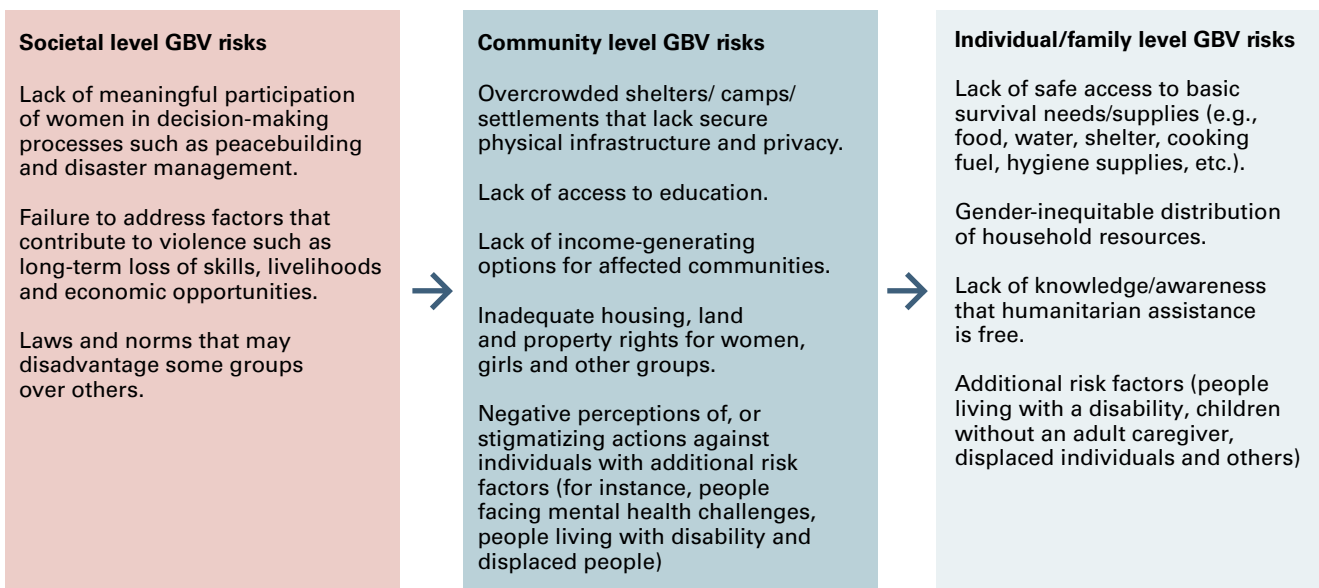 Societal level GBV risks
Lack of meaningful participation
of women in decision-making
processes such as peacebuilding
and disaster management.
Failure to address factors that
contribute to violence such as
long-term loss of skills, livelihoods
and economic opportunities.
Laws and norms that may
disadvantage some groups
over others.
Community level GBV risks
Overcrowded shelters/ camps/
settlements that lack secure
physical infrastructure and privacy.
Lack of access to education.
Lack of income-generating
options for affected communities.
Inadequate housing, land
and property rights for women,
girls and other groups.
Negative perceptions of, or
stigmatizing actions against
individuals with additional risk
factors (for instance, people
facing mental health challenges,
people living with disability and
displaced people)
Individual/family level GBV risks
Lack of safe access to basic
survival needs/supplies (e.g.,
food, water, shelter, cooking
fuel, hygiene supplies, etc.).
Gender-inequitable distribution
of household resources.
Lack of knowledge/awareness
that humanitarian assistance
is free.
Additional risk factors (people
living with a disability, children
without an adult caregiver,
displaced individuals and others)